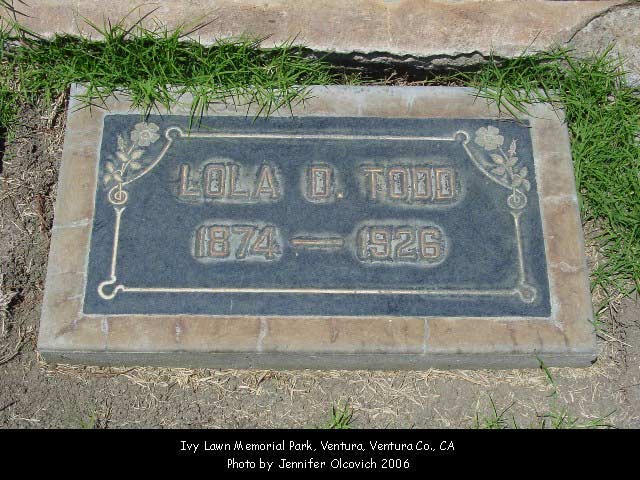 LOLA D. TODD
1874 — 1926
Ivy Lawn Memorial Park, Ventura, Ventura Co., CA
Photo by Jennifer Olcovich 2006